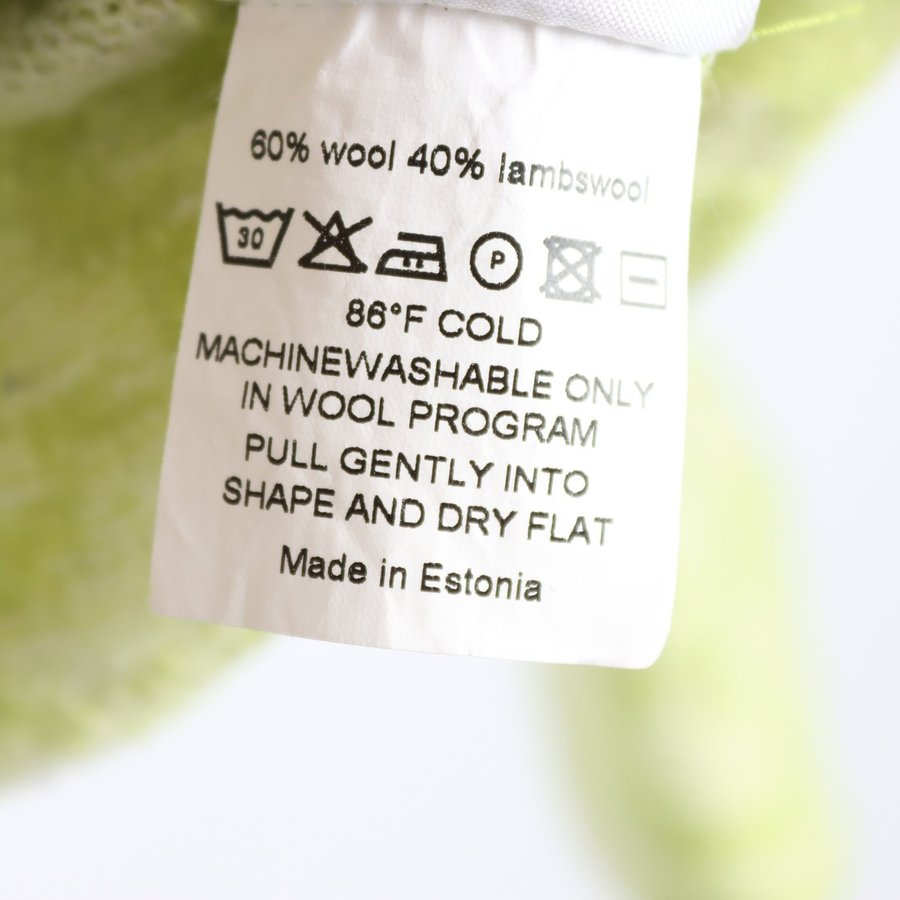 60% wool 40% lambswool
30 P
86°F COLD
MACHINEWASHABLE ONLY
IN WOOL PROGRAM
PULL GENTLY INTO
SHAPE AND DRY FLAT
Made in Estonia